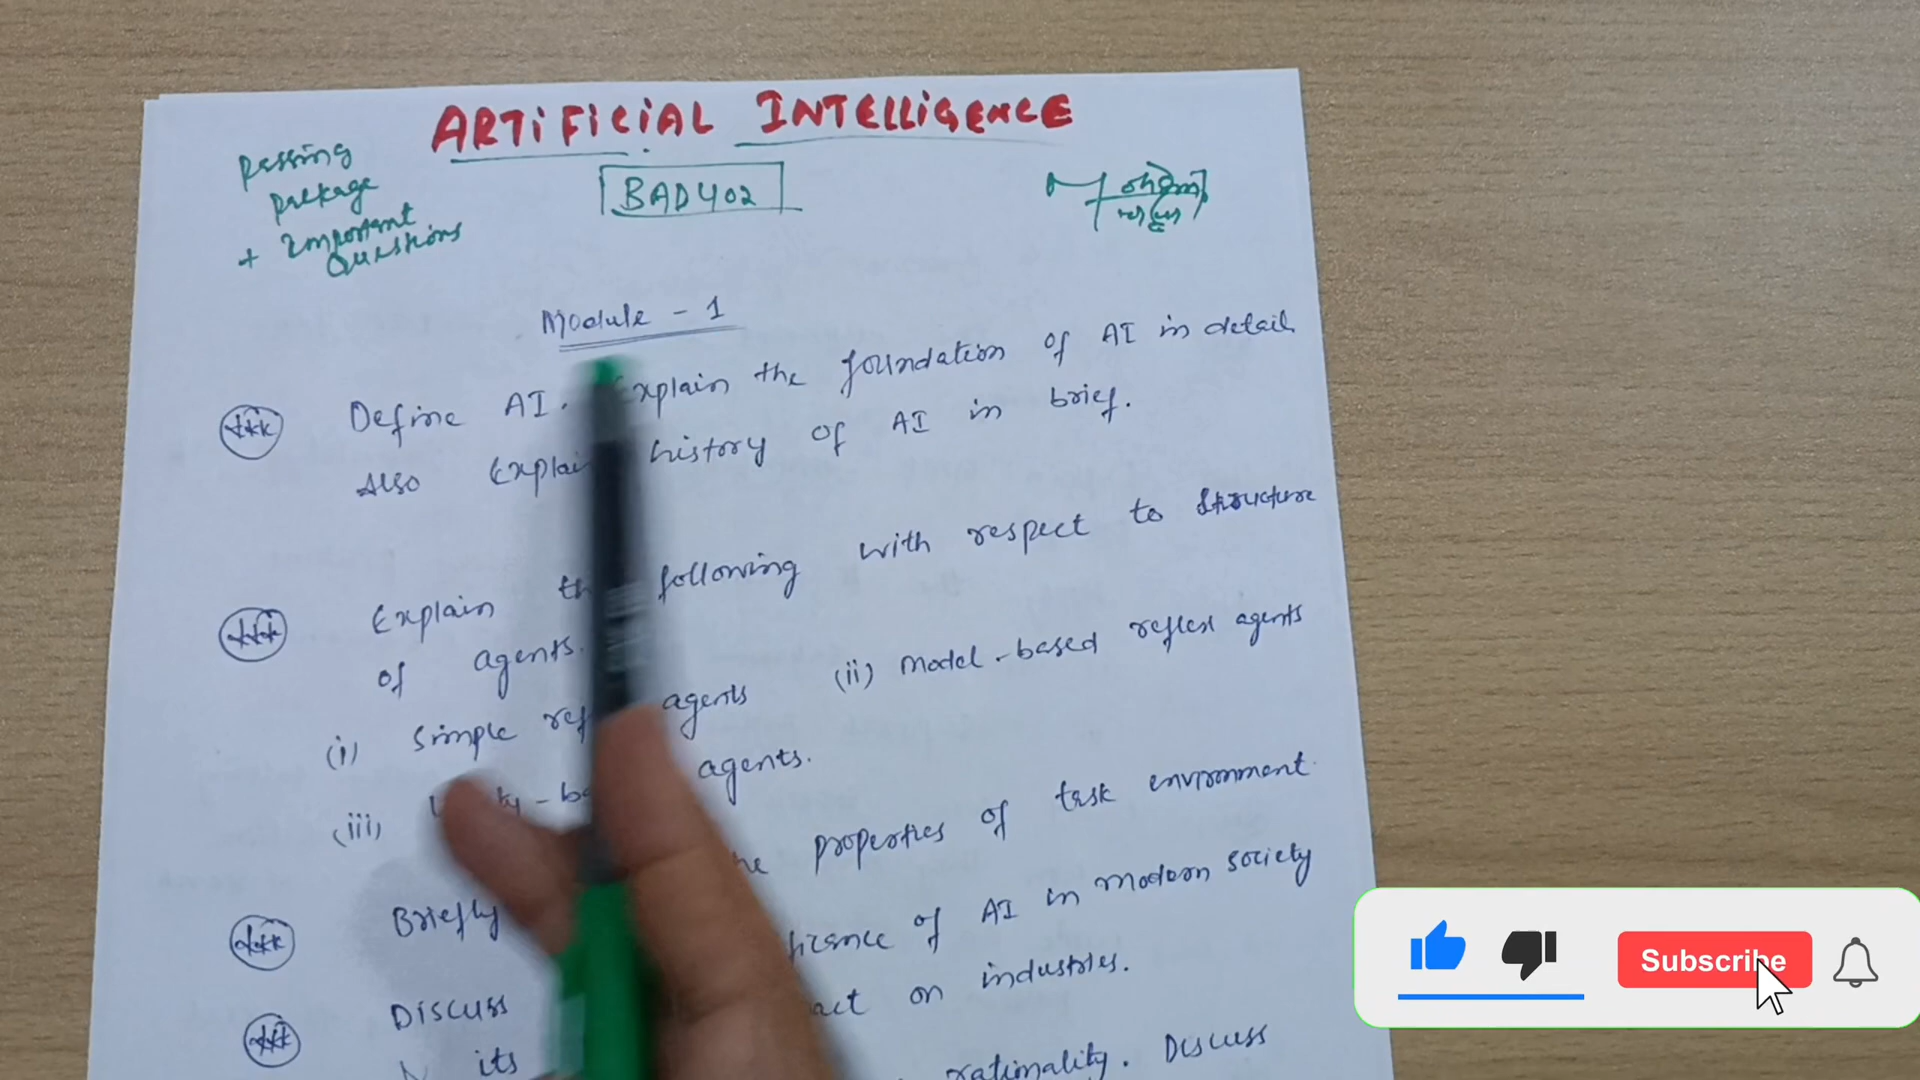 ARTIFICIAL INTELLIGENCE
Passing
package
+ Important
Questions
BAD402
Module - 1
Define AI. Explain the foundation of AI in detail
Also Explain history of AI in brief.
Explain the following with respect to structure
of agents.
(i) Simple agents (ii) Model-based reflex agents
(iii) agents.
Briefly properties of task environment.
Discuss of AI in modern society
its on industries.
rationality. Discuss
Subscribe